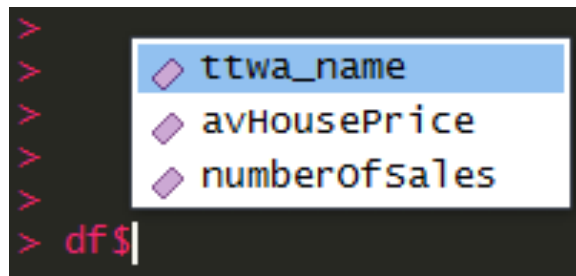 >
> ttwa_name
> avHousePrice
> numberOfSales
>
> df$